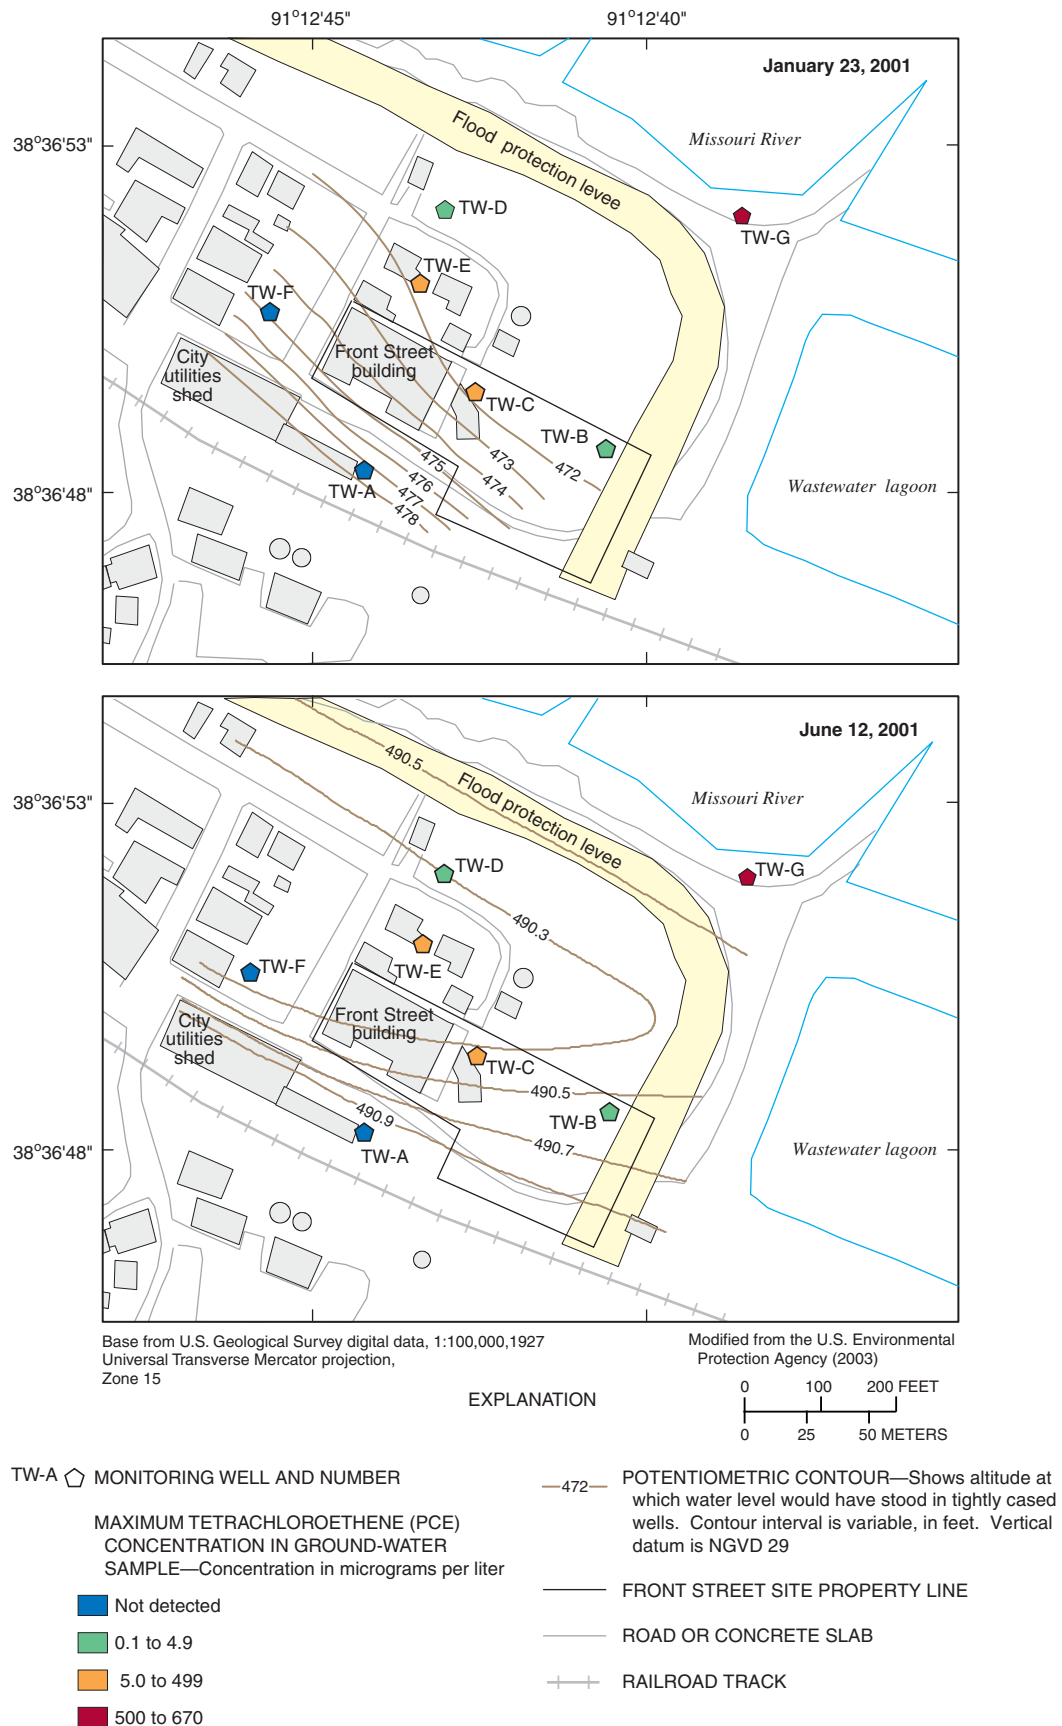 91°12'45"
91°12'40"
January 23, 2001
38°36'53"
Flood protection levee
Missouri River
TW-D
TW-G
TW-E
TW-F
City
utilities
shed
Front Street
building
TW-C
TW-B
475
473
472
476
474
477
478
TW-A
38°36'48"
Wastewater lagoon
June 12, 2001
490.5
38°36'53"
Flood protection levee
Missouri River
TW-D
TW-G
490.3
TW-F
TW-E
City
utilities
shed
Front Street
building
TW-C
490.5
490.9
TW-B
490.7
TW-A
38°36'48"
Wastewater lagoon
Base from U.S. Geological Survey digital data, 1:100,000,1927
Universal Transverse Mercator projection,
Zone 15
Modified from the U.S. Environmental
Protection Agency (2003)
0 100 200 FEET
0 25 50 METERS
EXPLANATION
TW-A MONITORING WELL AND NUMBER
MAXIMUM TETRACHLOROETHENE (PCE)
CONCENTRATION IN GROUND-WATER
SAMPLE—Concentration in micrograms per liter
Not detected
0.1 to 4.9
5.0 to 499
500 to 670
472 POTENTIOMETRIC CONTOUR—Shows altitude at
which water level would have stood in tightly cased
wells. Contour interval is variable, in feet. Vertical
datum is NGVD 29
FRONT STREET SITE PROPERTY LINE
ROAD OR CONCRETE SLAB
RAILROAD TRACK